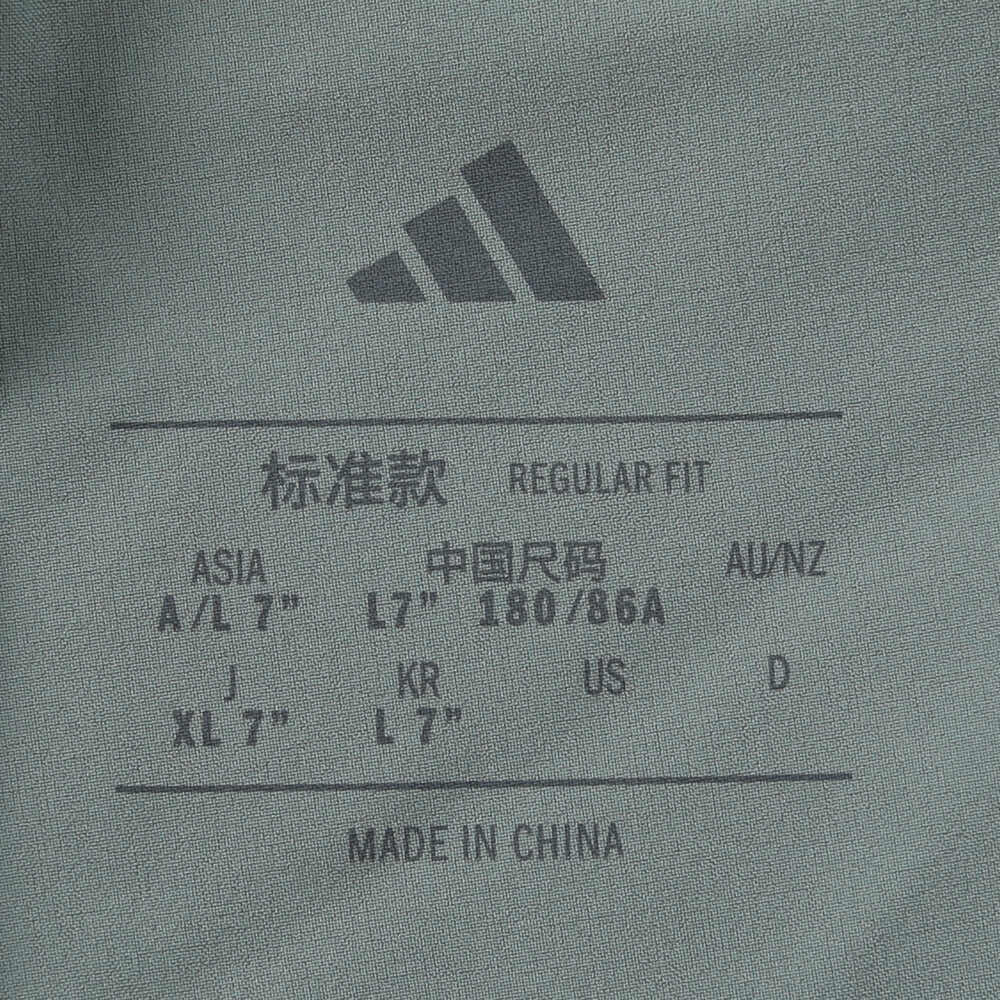 标准款 REGULAR FIT
ASIA 中国尺码 AU/NZ
A/L 7” L7” 180/86A
J KR US D
XL 7” L 7”
MADE IN CHINA